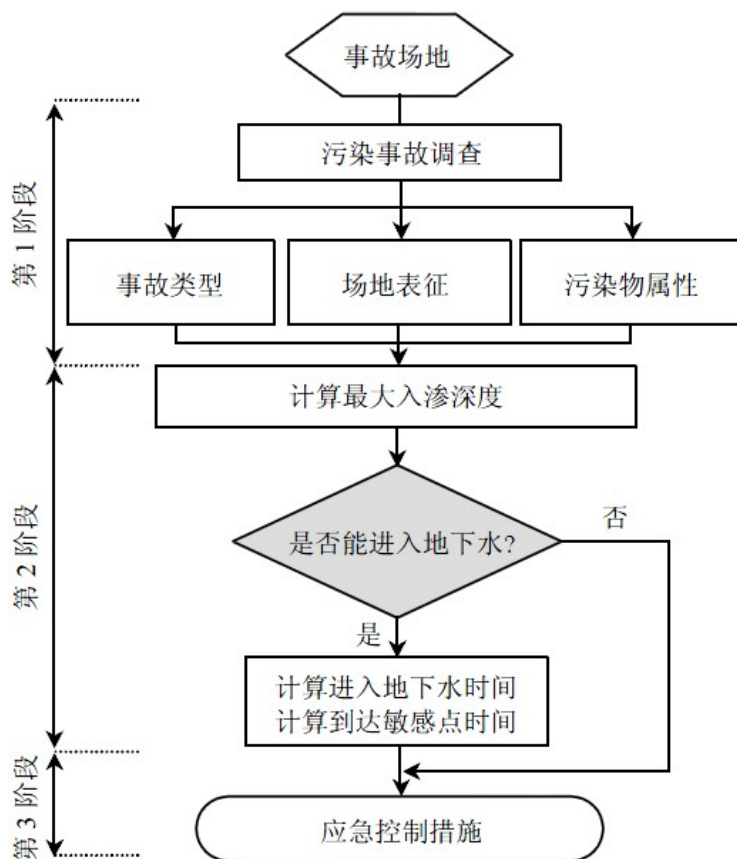 事故场地
污染事故调查
第 1 阶段
事故类型
场地表征
污染物属性
计算最大入渗深度
第 2 阶段
是否能进入地下水?
否
是
计算进入地下水时间
计算到达敏感点时间
第 3 阶段
应急控制措施